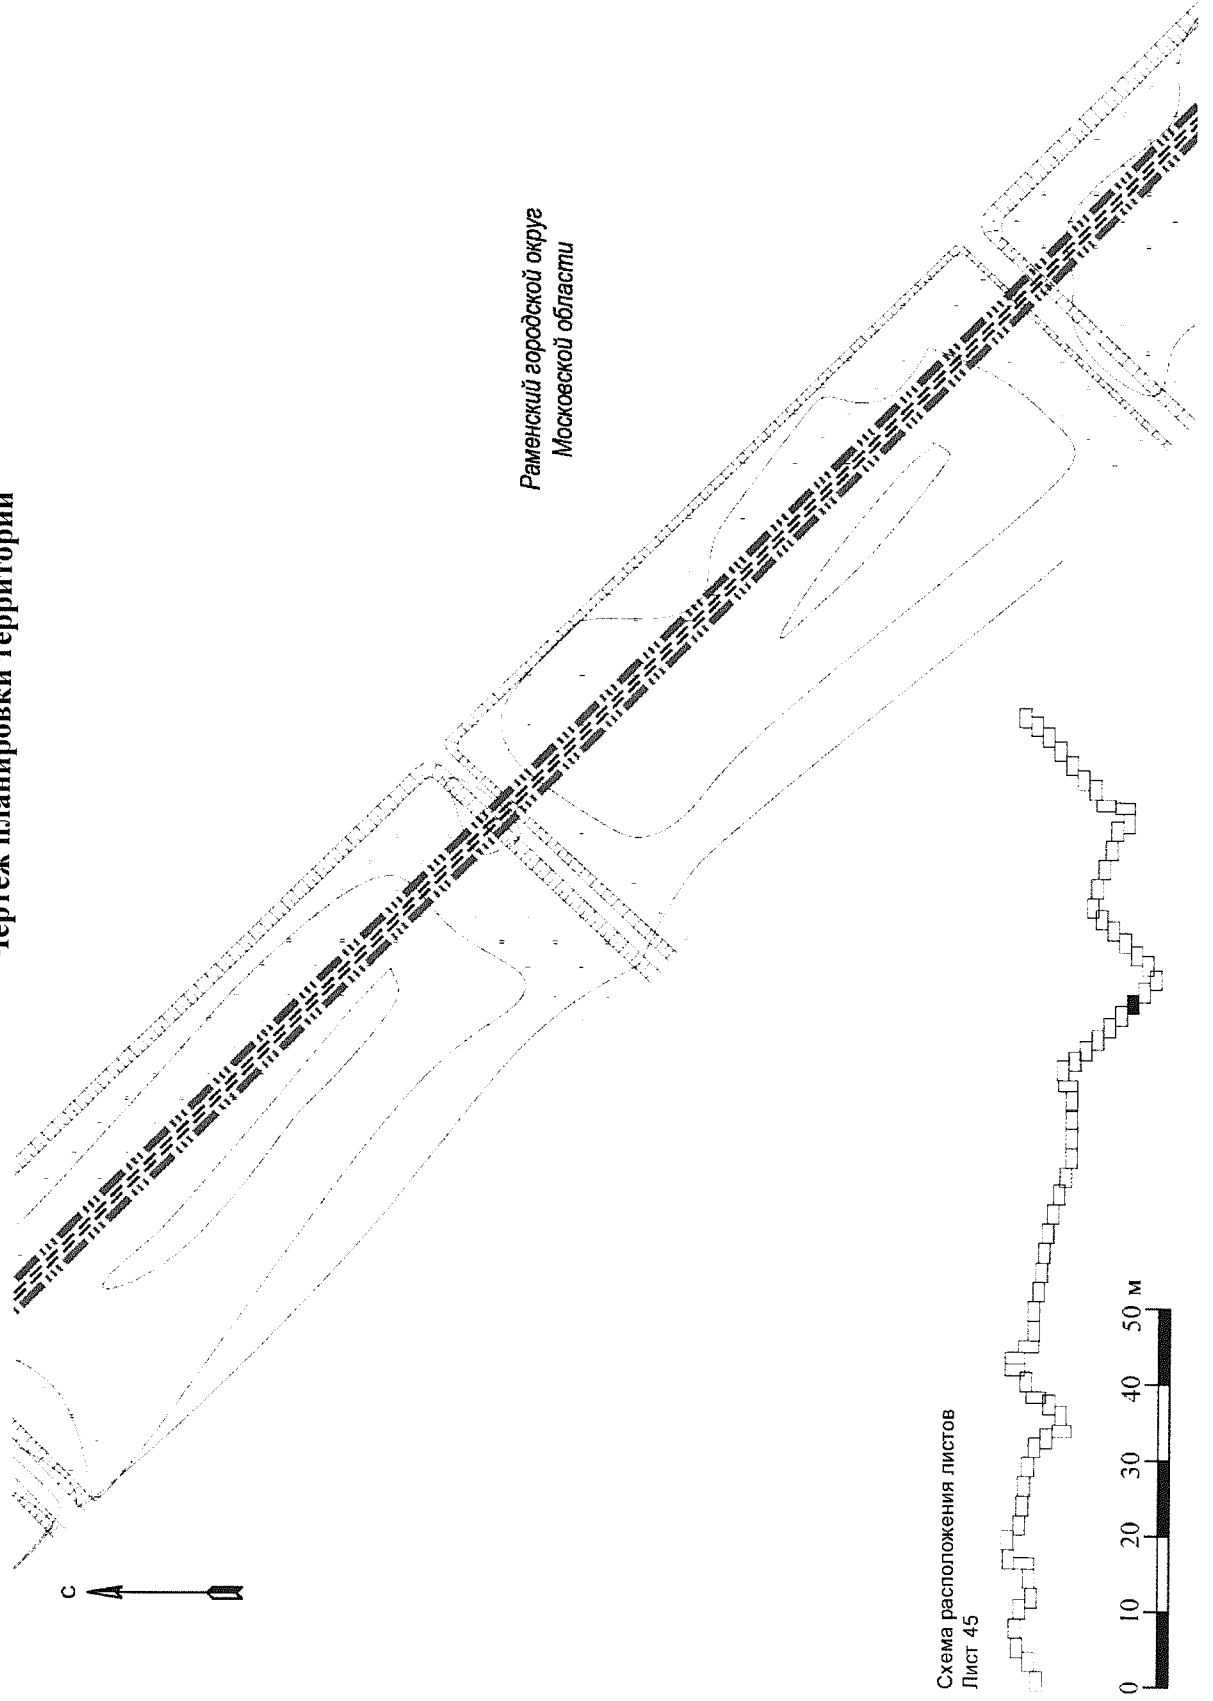 Чертеж планировки территории
Раменский городской округ
Московской области
С
Схема расположения листов
Лист 45
0 10 20 30 40 50 м